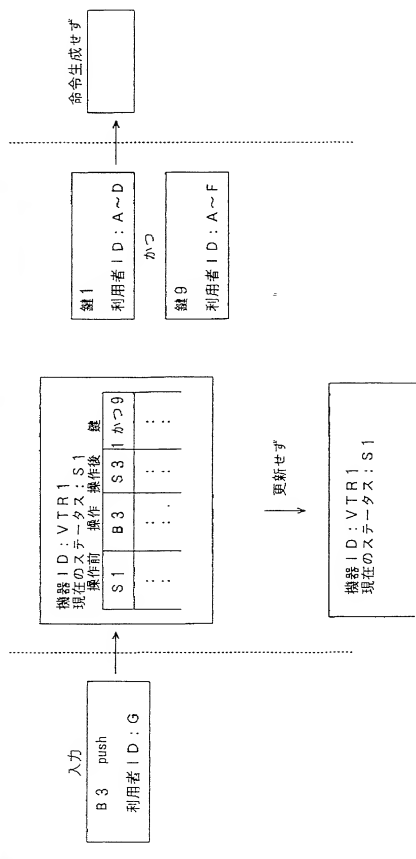 入力
B3 push
利用者ID:G
機器ID:VTR1
現在のステータス:S1
操作前 操作 操作後 鍵
S1 B3 S3 1かつ9
: : : :
: : : :
更新せず
機器ID:VTR1
現在のステータス:S1
鍵1
利用者ID:A~D
かつ
鍵9
利用者ID:A~F
命令生成せず